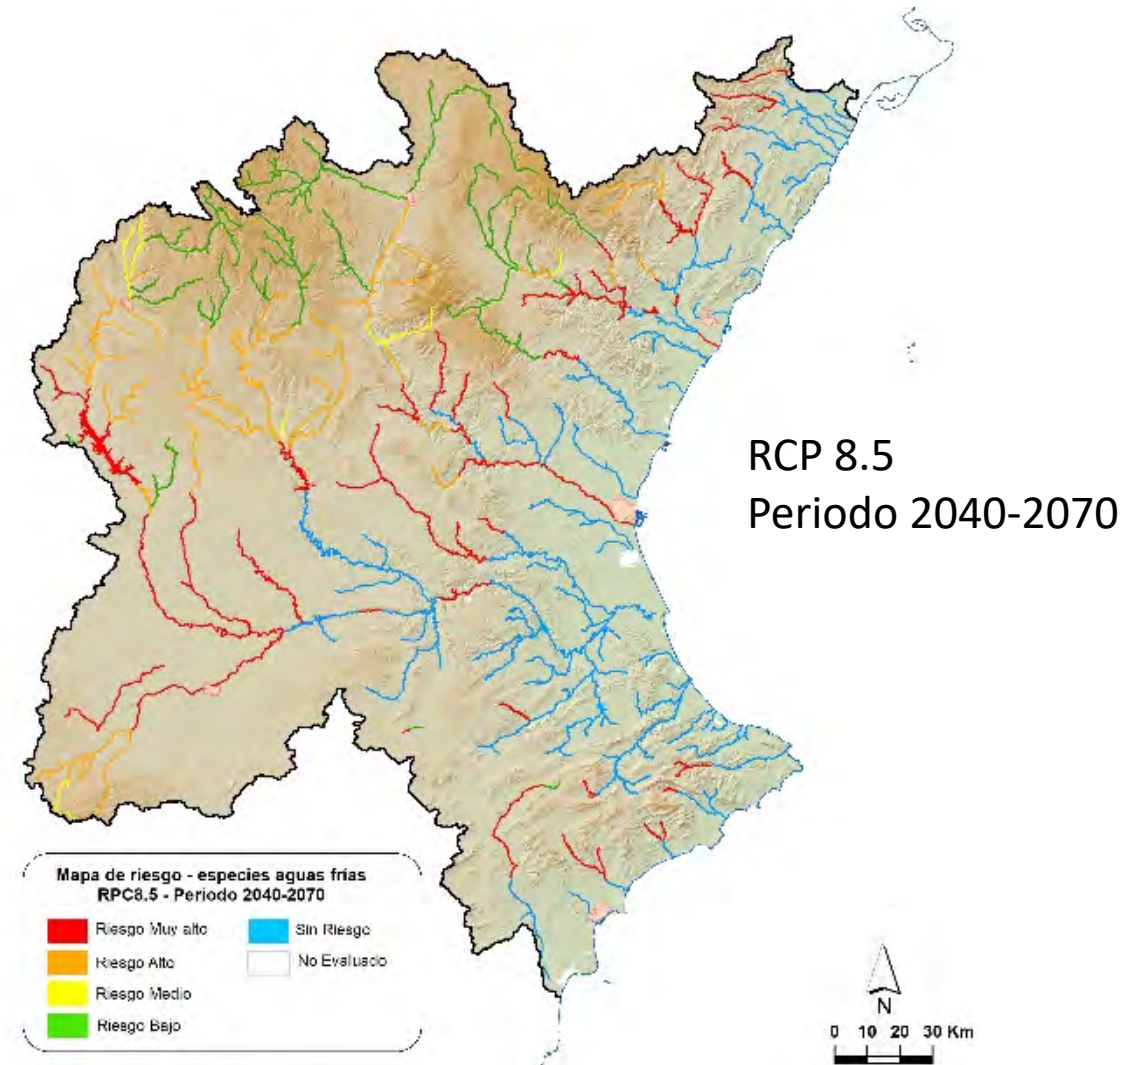 RCP 8.5
Periodo 2040-2070
Mapa de riesgo - especies aguas frías
RPC8.5 - Periodo 2040-2070
Riesgo Muy alto
Riesgo Alto
Riesgo Medio
Riesgo Bajo
Sin Riesgo
No Evaluado
N
0 10 20 30 Km